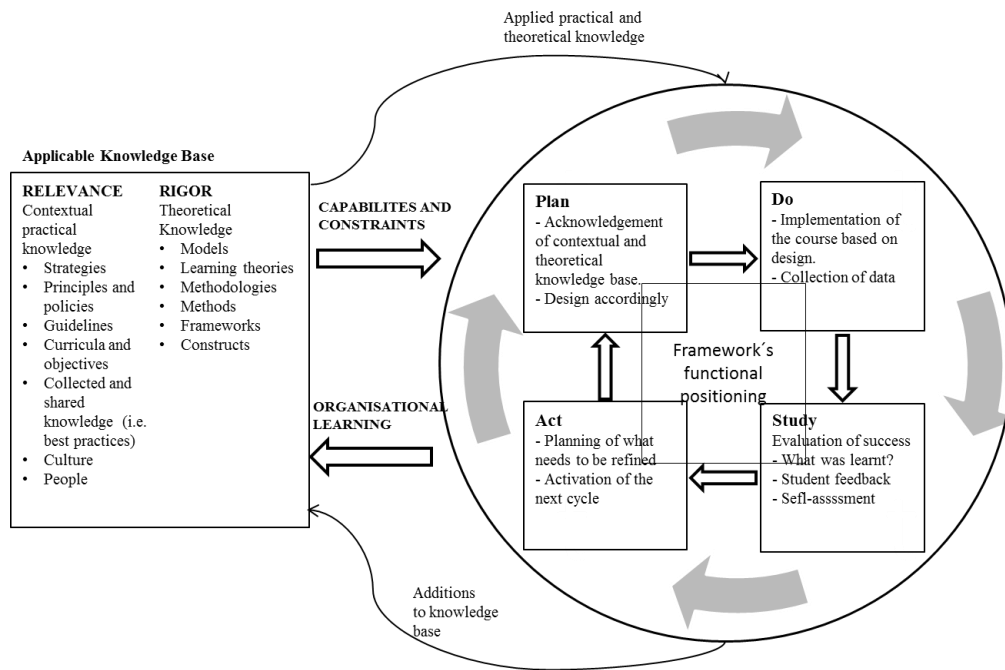 Applied practical and
theoretical knowledge
Applicable Knowledge Base
RELEVANCE
Contextual
practical
knowledge
• Strategies
• Principles and
policies
• Guidelines
• Curricula and
objectives
• Collected and
shared
knowledge (i.e.
best practices)
• Culture
• People
RIGOR
Theoretical
Knowledge
• Models
• Learning theories
• Methodologies
• Methods
• Frameworks
• Constructs
CAPABILITES AND
CONSTRAINTS
ORGANISATIONAL
LEARNING
Plan
- Acknowledgement
of contextual and
theoretical
knowledge base.
- Design accordingly
Do
- Implementation of
the course based on
design.
- Collection of data
Framework´s
functional
positioning
Act
- Planning of what
needs to be refined
- Activation of the
next cycle
Study
Evaluation of success
- What was learnt?
- Student feedback
- Sefl-assssment
Additions
to knowledge
base